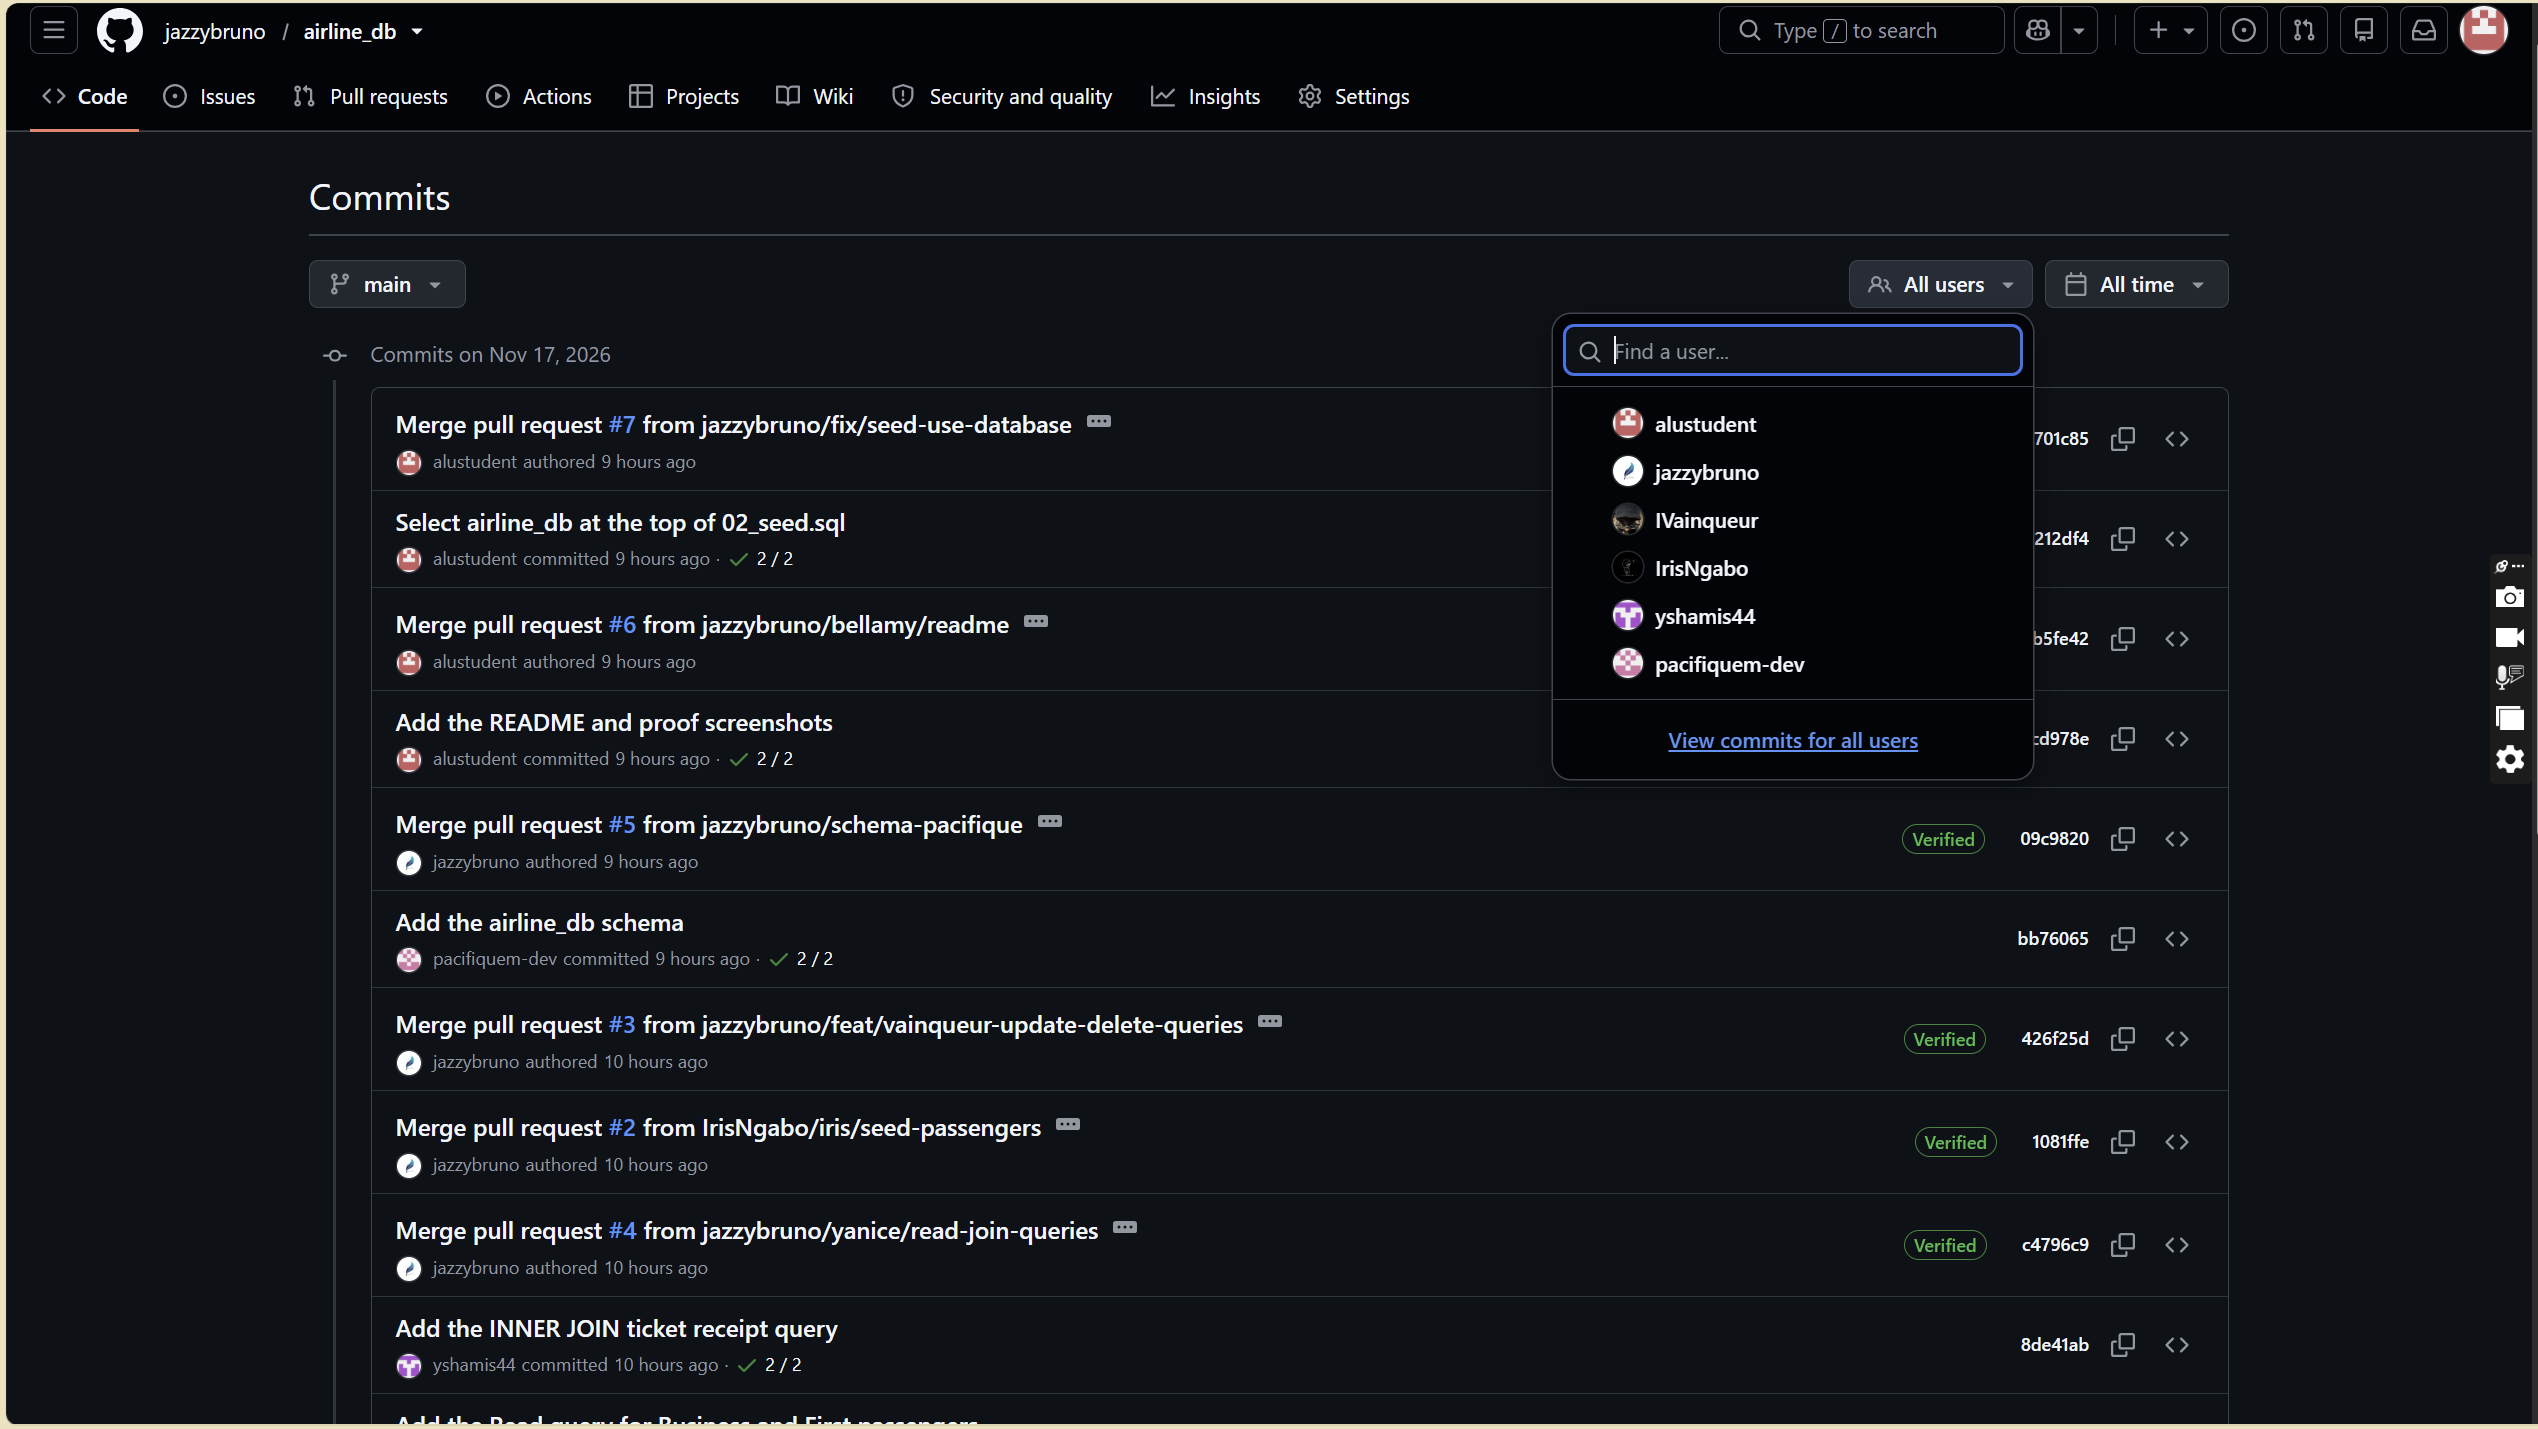 jazzybruno / airline_db
Type / to search
Code
Issues
Pull requests
Actions
Projects
Wiki
Security and quality
Insights
Settings
Commits
main
All users
All time
Find a user...
alustudent
jazzybruno
IVainqueur
IrisNgabo
yshamis44
pacifiquem-dev
View commits for all users
Commits on Nov 17, 2026
Merge pull request #7 from jazzybruno/fix/seed-use-database
alustudent authored 9 hours ago
701c85
Select airline_db at the top of 02_seed.sql
alustudent committed 9 hours ago · 2 / 2
212df4
Merge pull request #6 from jazzybruno/bellamy/readme
alustudent authored 9 hours ago
b5fe42
Add the README and proof screenshots
alustudent committed 9 hours ago · 2 / 2
cd978e
Merge pull request #5 from jazzybruno/schema-pacifique
jazzybruno authored 9 hours ago
Verified 09c9820
Add the airline_db schema
pacifiquem-dev committed 9 hours ago · 2 / 2
bb76065
Merge pull request #3 from jazzybruno/feat/vainqueur-update-delete-queries
jazzybruno authored 10 hours ago
Verified 426f25d
Merge pull request #2 from IrisNgabo/iris/seed-passengers
jazzybruno authored 10 hours ago
Verified 1081ffe
Merge pull request #4 from jazzybruno/yanice/read-join-queries
jazzybruno authored 10 hours ago
Verified c4796c9
Add the INNER JOIN ticket receipt query
yshamis44 committed 10 hours ago · 2 / 2
8de41ab
Add the Read query for Business and First passengers